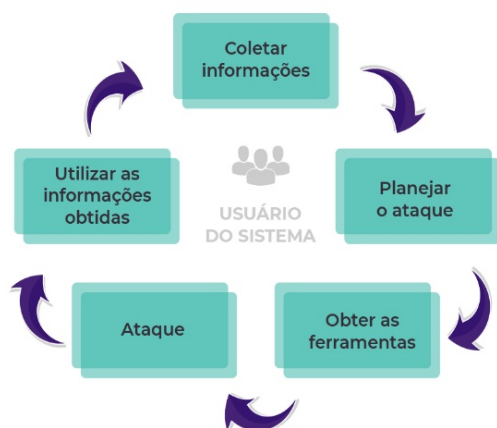 Coletar
informações
Planejar
o ataque
Obter as
ferramentas
Ataque
Utilizar as
informações
obtidas
USUÁRIO
DO SISTEMA